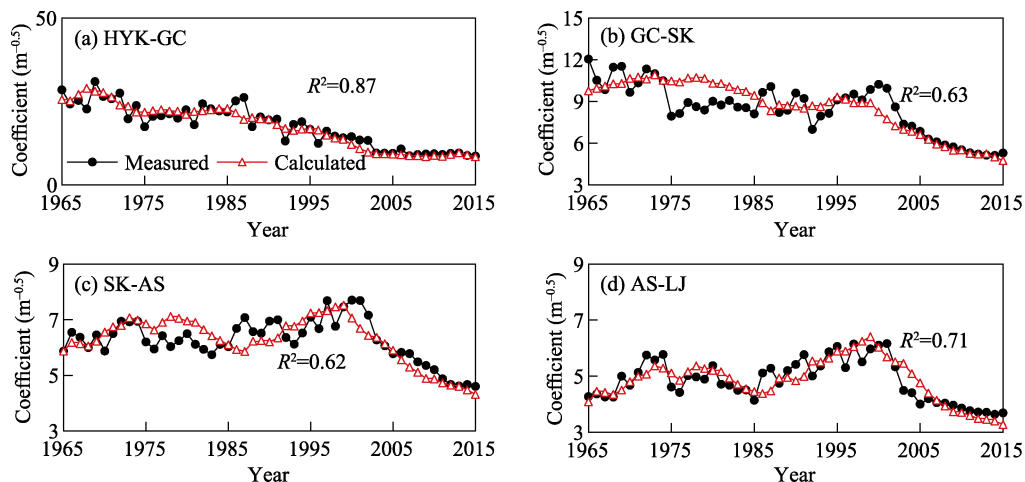 50
(a) HYK-GC
R²=0.87
25
Coefficient (m⁻⁰·⁵)
Measured
Calculated
0
1965 1975 1985 1995 2005 2015
Year
15
(b) GC-SK
12
R²=0.63
9
Coefficient (m⁻⁰·⁵)
6
3
1965 1975 1985 1995 2005 2015
Year
9
(c) SK-AS
7
R²=0.62
Coefficient (m⁻⁰·⁵)
5
3
1965 1975 1985 1995 2005 2015
Year
9
(d) AS-LJ
R²=0.71
7
Coefficient (m⁻⁰·⁵)
5
3
1965 1975 1985 1995 2005 2015
Year